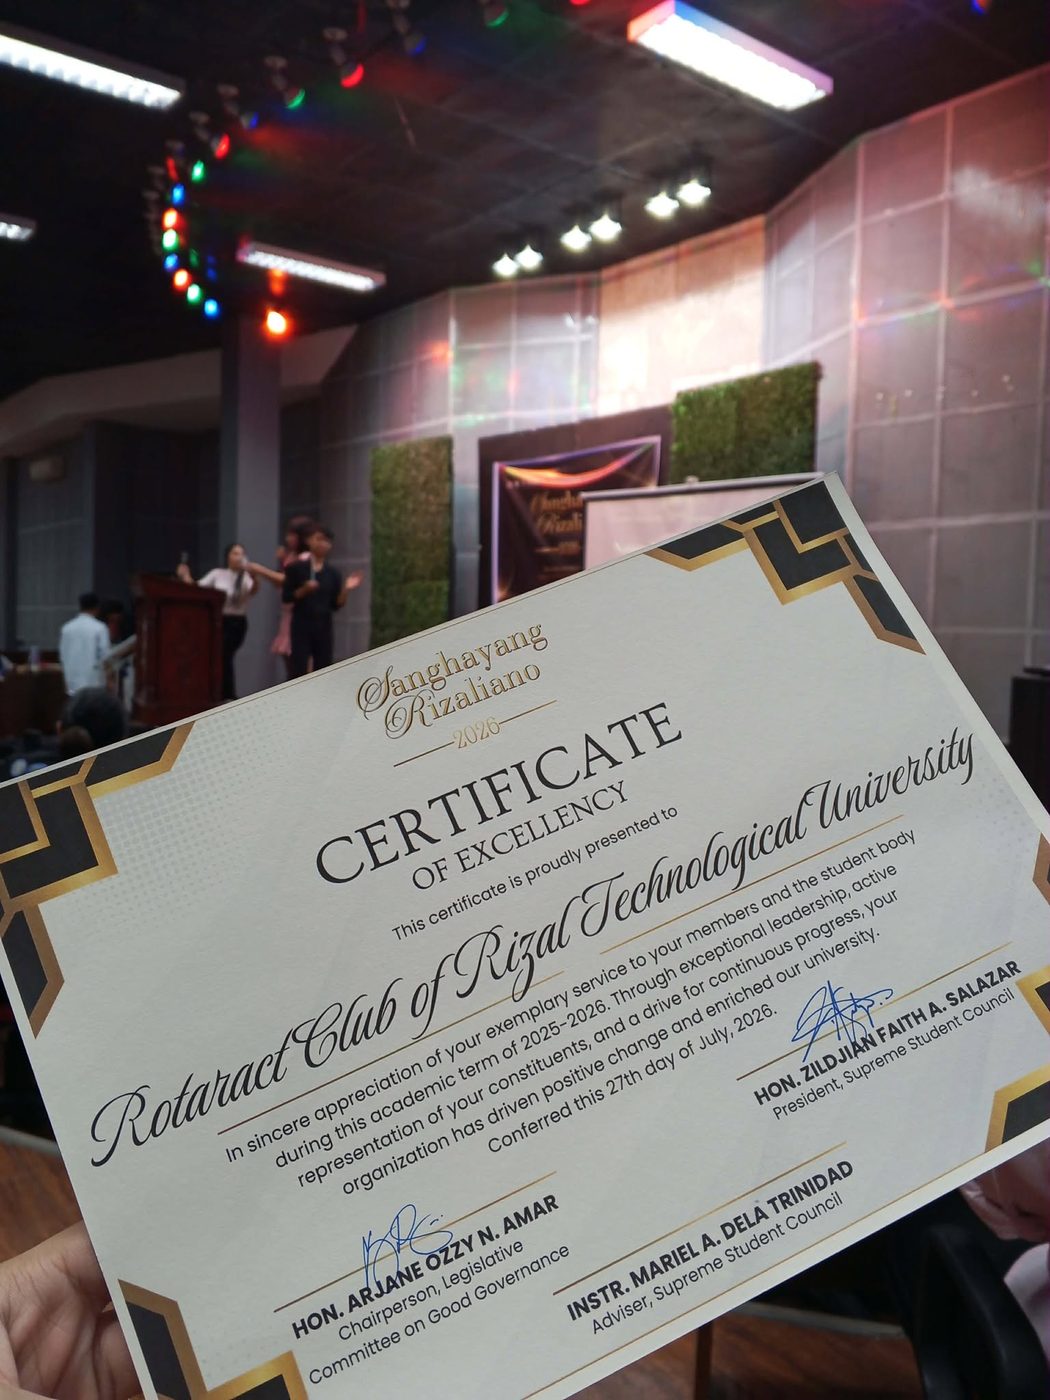 Sanghayang
Rizaliano
2026
CERTIFICATE
OF EXCELLENCY
This certificate is proudly presented to
Rotaract Club of Rizal Technological University
In sincere appreciation of your exemplary service to your members and the student body
during this academic term of 2025-2026. Through exceptional leadership, active
representation of your constituents, and a drive for continuous progress, your
organization has driven positive change and enriched our university.
Conferred this 27th day of July, 2026.
HON. ARJANE OZZY N. AMAR
Chairperson, Legislative
Committee on Good Governance
HON. ZILDJIAN FAITH A. SALAZAR
President, Supreme Student Council
INSTR. MARIEL A. DELA TRINIDAD
Adviser, Supreme Student Council